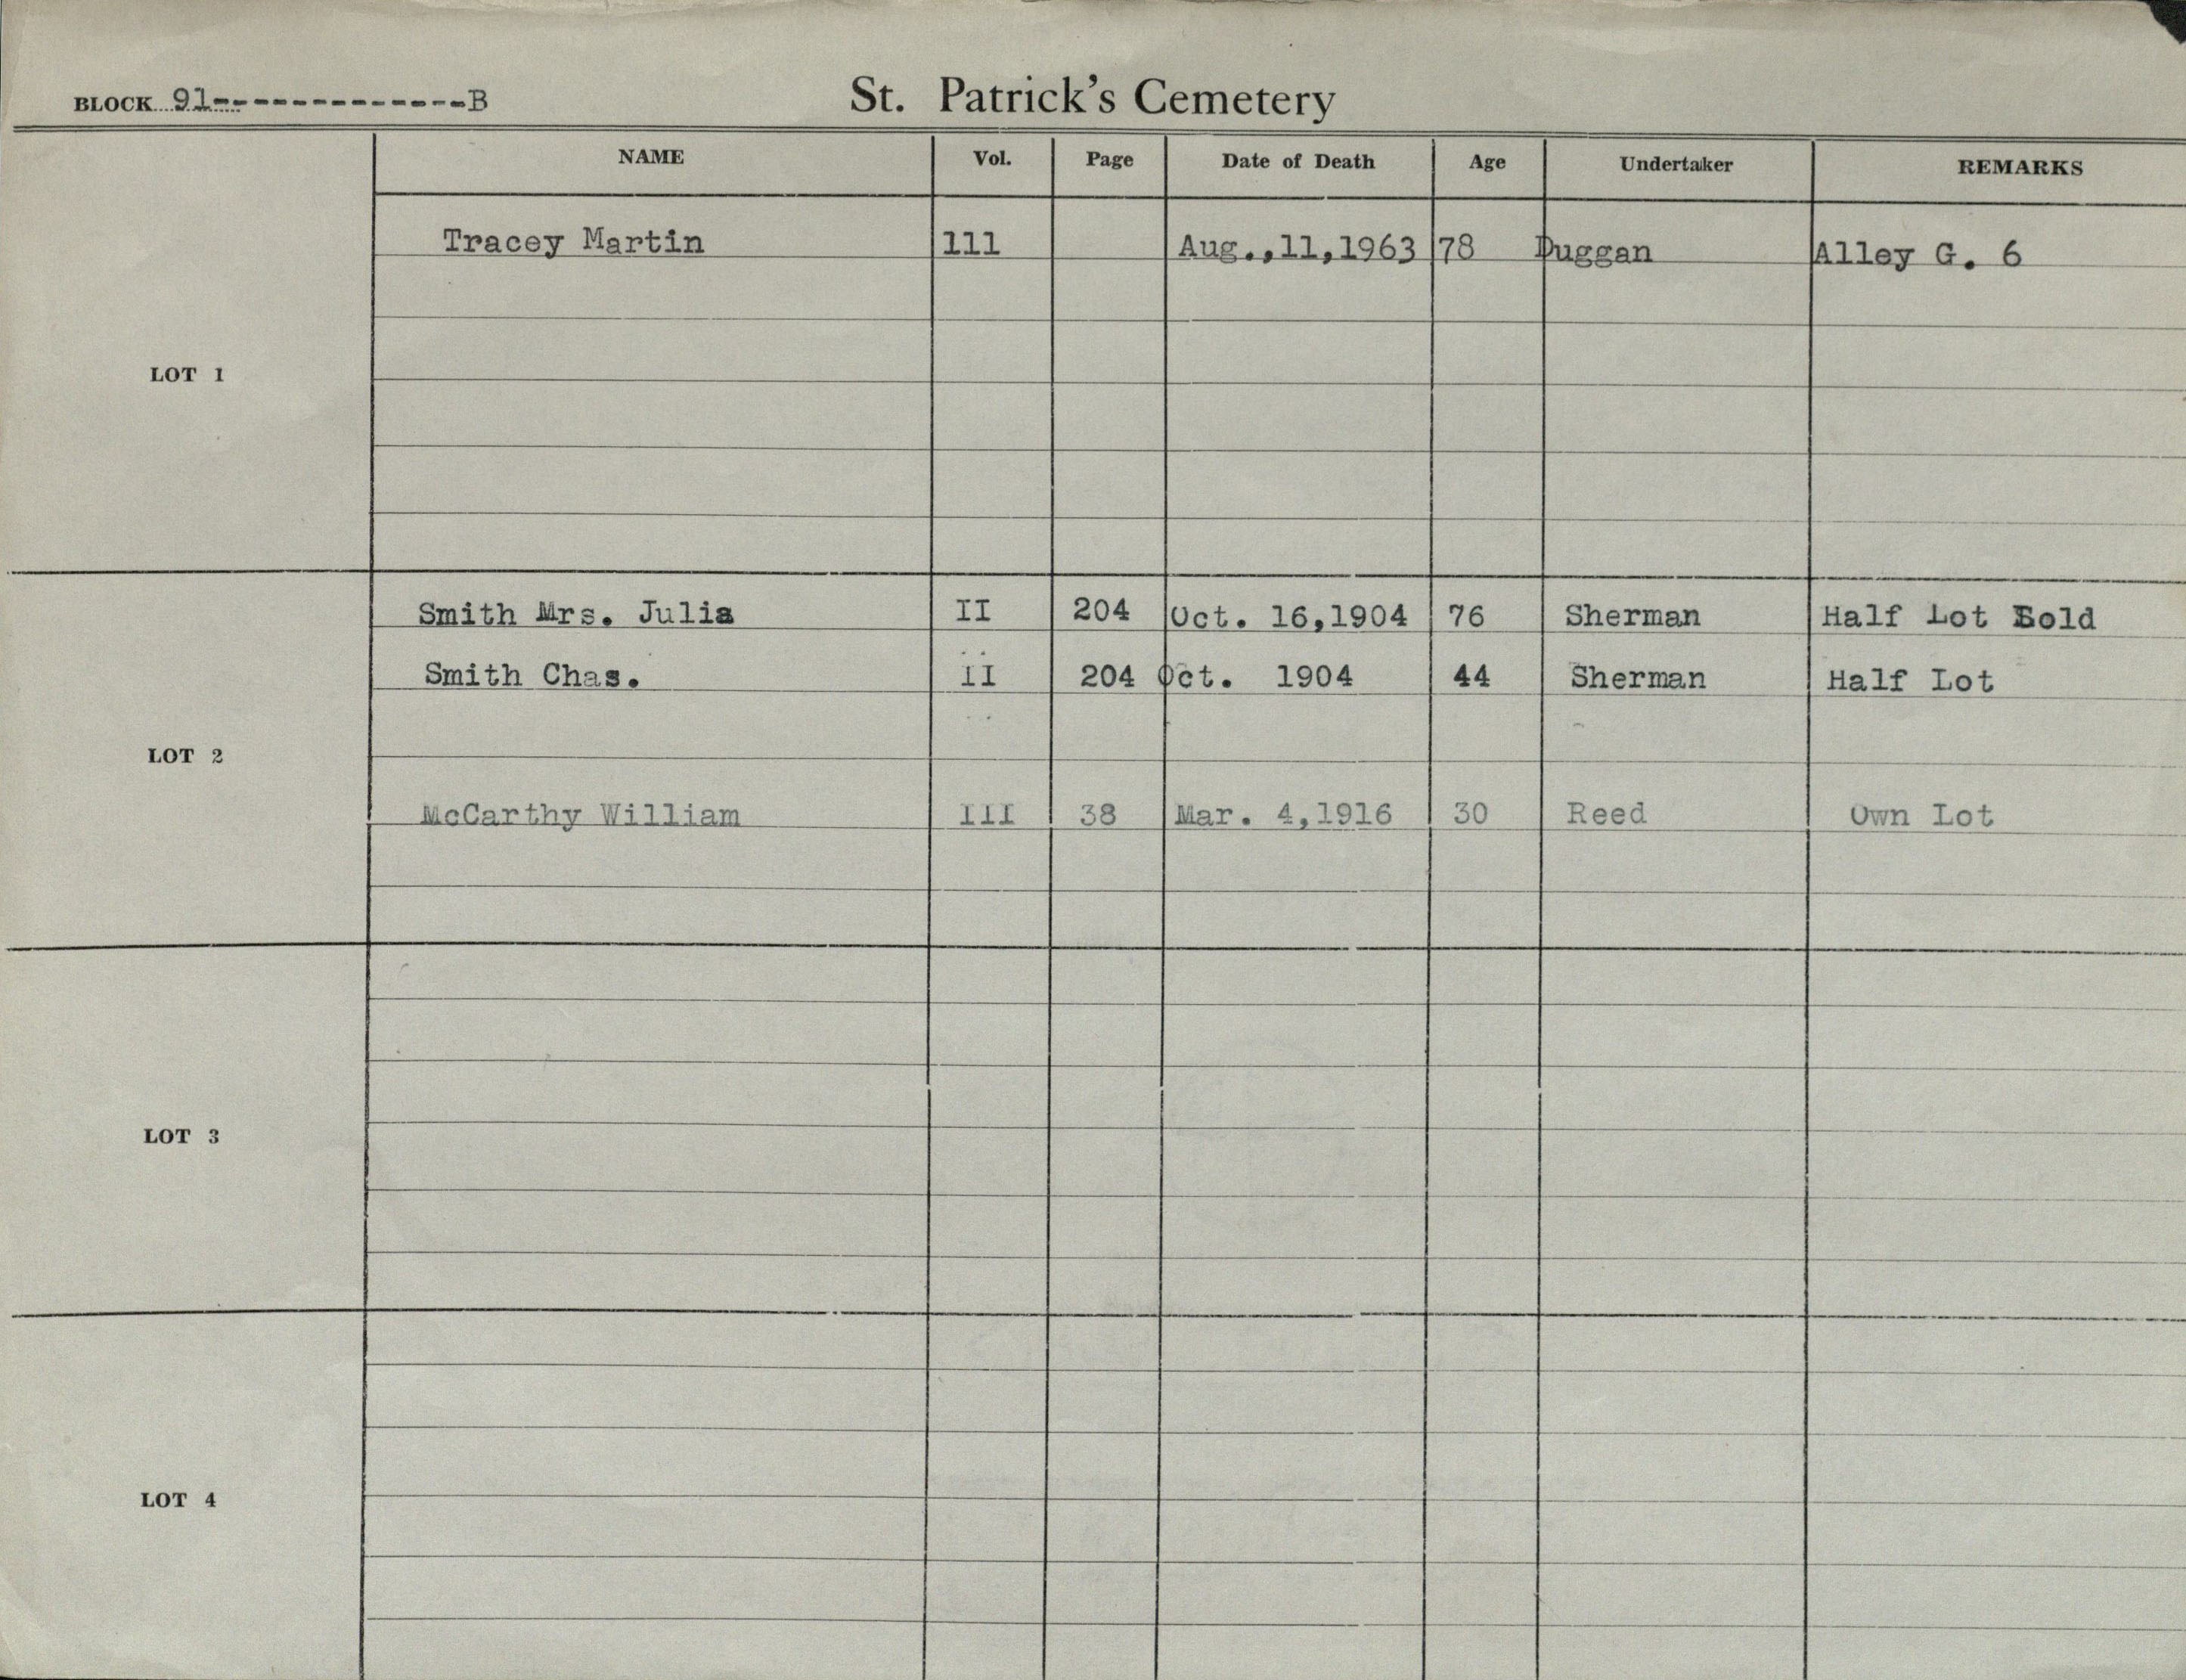 BLOCK 91---------------B St. Patrick's Cemetery
NAME Vol. Page Date of Death Age Undertaker REMARKS
Tracey Martin 111 Aug.,11,1963 78 Duggan Alley G. 6
LOT 1
Smith Mrs. Julia II 204 Oct. 16,1904 76 Sherman Half Lot Sold
Smith Chas. II 204 Oct. 1904 44 Sherman Half Lot
LOT 2
McCarthy William III 38 Mar. 4,1916 30 Reed Own Lot
LOT 3
LOT 4